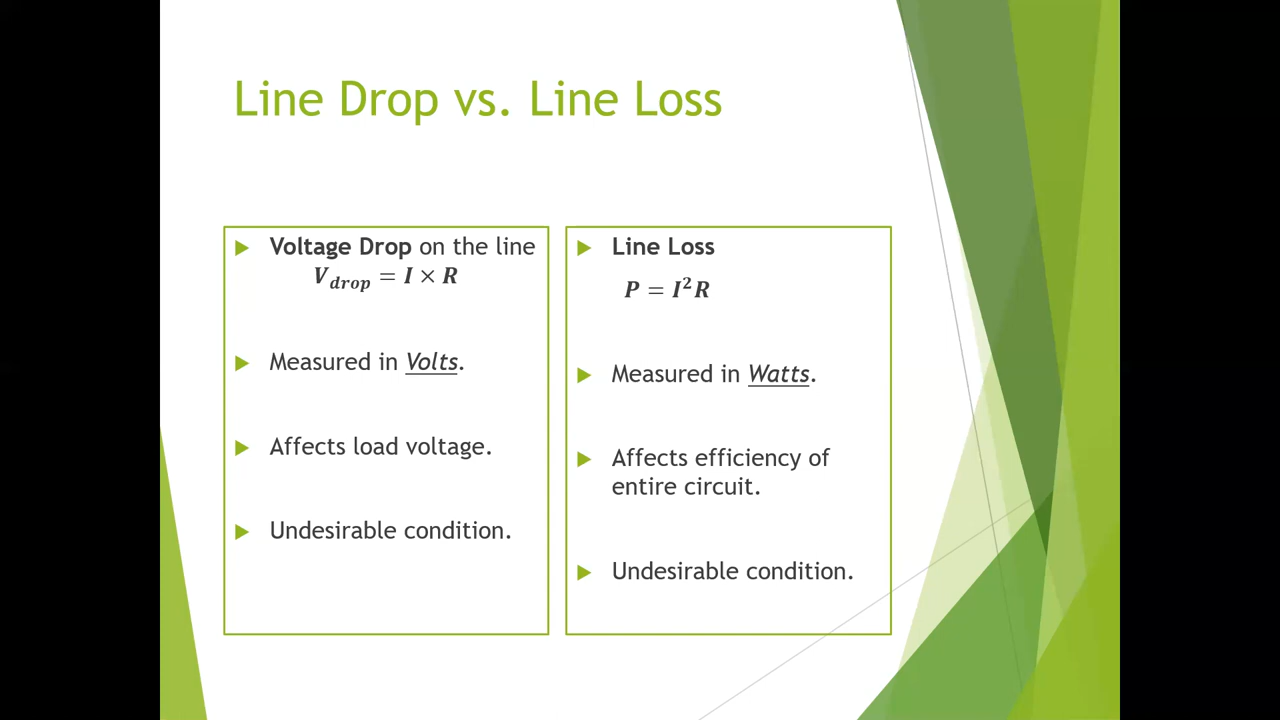 Line Drop vs. Line Loss
Voltage Drop on the line
V_drop = I × R
Measured in Volts.
Affects load voltage.
Undesirable condition.
Line Loss
P = I²R
Measured in Watts.
Affects efficiency of
entire circuit.
Undesirable condition.